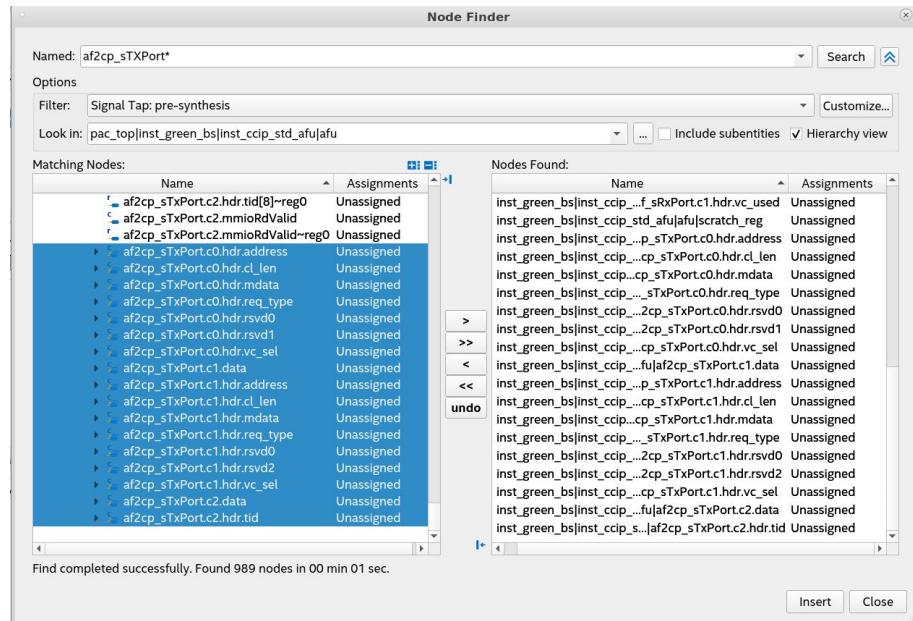 Node Finder
Named: af2cp_sTXPort* Search
Options
Filter: Signal Tap: pre-synthesis Customize...
Look in: pac_top|inst_green_bs|inst_ccip_std_afu|afu ... Include subentities Hierarchy view
Matching Nodes:
Name Assignments
af2cp_sTxPort.c2.hdr.tid[8]~reg0 Unassigned
af2cp_sTxPort.c2.mmioRdValid Unassigned
af2cp_sTxPort.c2.mmioRdValid~reg0 Unassigned
af2cp_sTxPort.c0.hdr.address Unassigned
af2cp_sTxPort.c0.hdr.cl_len Unassigned
af2cp_sTxPort.c0.hdr.mdata Unassigned
af2cp_sTxPort.c0.hdr.req_type Unassigned
af2cp_sTxPort.c0.hdr.rsvd0 Unassigned
af2cp_sTxPort.c0.hdr.rsvd1 Unassigned
af2cp_sTxPort.c0.hdr.vc_sel Unassigned
af2cp_sTxPort.c1.data Unassigned
af2cp_sTxPort.c1.hdr.address Unassigned
af2cp_sTxPort.c1.hdr.cl_len Unassigned
af2cp_sTxPort.c1.hdr.mdata Unassigned
af2cp_sTxPort.c1.hdr.req_type Unassigned
af2cp_sTxPort.c1.hdr.rsvd0 Unassigned
af2cp_sTxPort.c1.hdr.rsvd2 Unassigned
af2cp_sTxPort.c1.hdr.vc_sel Unassigned
af2cp_sTxPort.c2.data Unassigned
af2cp_sTxPort.c2.hdr.tid Unassigned
>
>>
<
<<
undo
Nodes Found:
Name Assignments
inst_green_bs|inst_ccip_...f_sRxPort.c1.hdr.vc_used Unassigned
inst_green_bs|inst_ccip_std_afu|afu|scratch_reg Unassigned
inst_green_bs|inst_ccip_...p_sTxPort.c0.hdr.address Unassigned
inst_green_bs|inst_ccip_...cp_sTxPort.c0.hdr.cl_len Unassigned
inst_green_bs|inst_ccip...cp_sTxPort.c0.hdr.mdata Unassigned
inst_green_bs|inst_ccip_..._sTxPort.c0.hdr.req_type Unassigned
inst_green_bs|inst_ccip_...2cp_sTxPort.c0.hdr.rsvd0 Unassigned
inst_green_bs|inst_ccip_...2cp_sTxPort.c0.hdr.rsvd1 Unassigned
inst_green_bs|inst_ccip_...cp_sTxPort.c0.hdr.vc_sel Unassigned
inst_green_bs|inst_ccip_...fu|af2cp_sTxPort.c1.data Unassigned
inst_green_bs|inst_ccip_...p_sTxPort.c1.hdr.address Unassigned
inst_green_bs|inst_ccip_...cp_sTxPort.c1.hdr.cl_len Unassigned
inst_green_bs|inst_ccip...cp_sTxPort.c1.hdr.mdata Unassigned
inst_green_bs|inst_ccip_..._sTxPort.c1.hdr.req_type Unassigned
inst_green_bs|inst_ccip_...2cp_sTxPort.c1.hdr.rsvd0 Unassigned
inst_green_bs|inst_ccip_...2cp_sTxPort.c1.hdr.rsvd2 Unassigned
inst_green_bs|inst_ccip_...cp_sTxPort.c1.hdr.vc_sel Unassigned
inst_green_bs|inst_ccip_...fu|af2cp_sTxPort.c2.data Unassigned
inst_green_bs|inst_ccip_s...|af2cp_sTxPort.c2.hdr.tid Unassigned
Find completed successfully. Found 989 nodes in 00 min 01 sec.
Insert Close